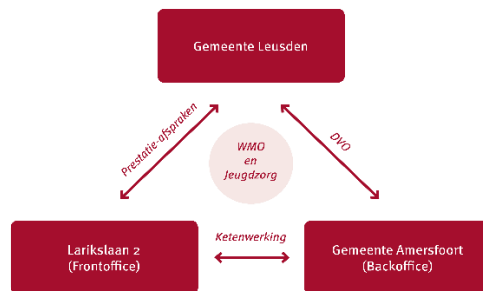 Gemeente Leusden
Prestatie-afspraken
DVO
WMO
en
Jeugdzorg
Ketenwerking
Larikslaan 2
(Frontoffice)
Gemeente Amersfoort
(Backoffice)